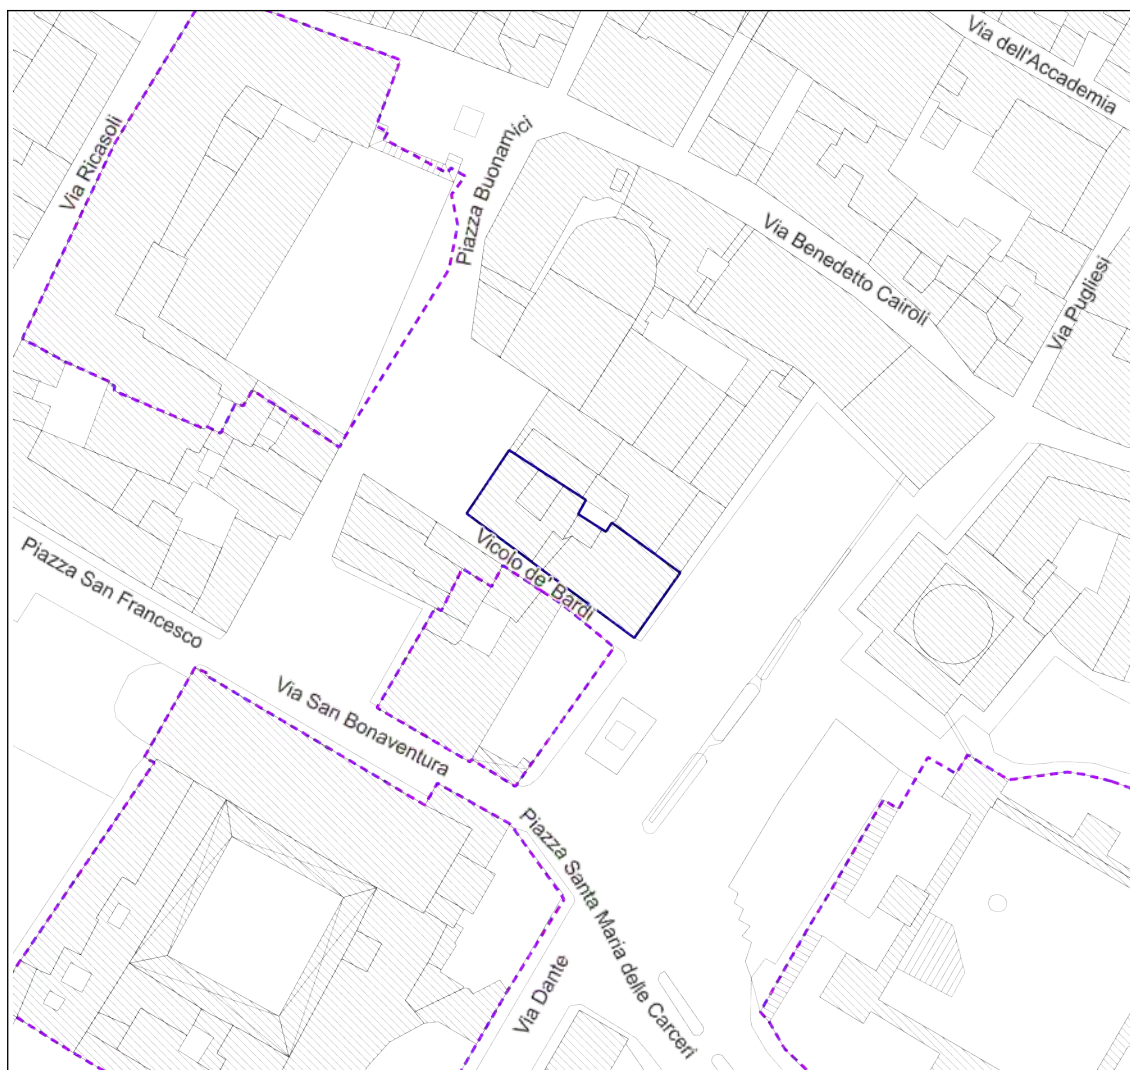 Via dell'Accademia
Via Ricasoli
Piazza Buonamici
Via Benedetto Cairoli
Via Pugliesi
Vicolo de' Bardi
Piazza San Francesco
Via San Bonaventura
Piazza Santa Maria delle Carceri
Via Dante